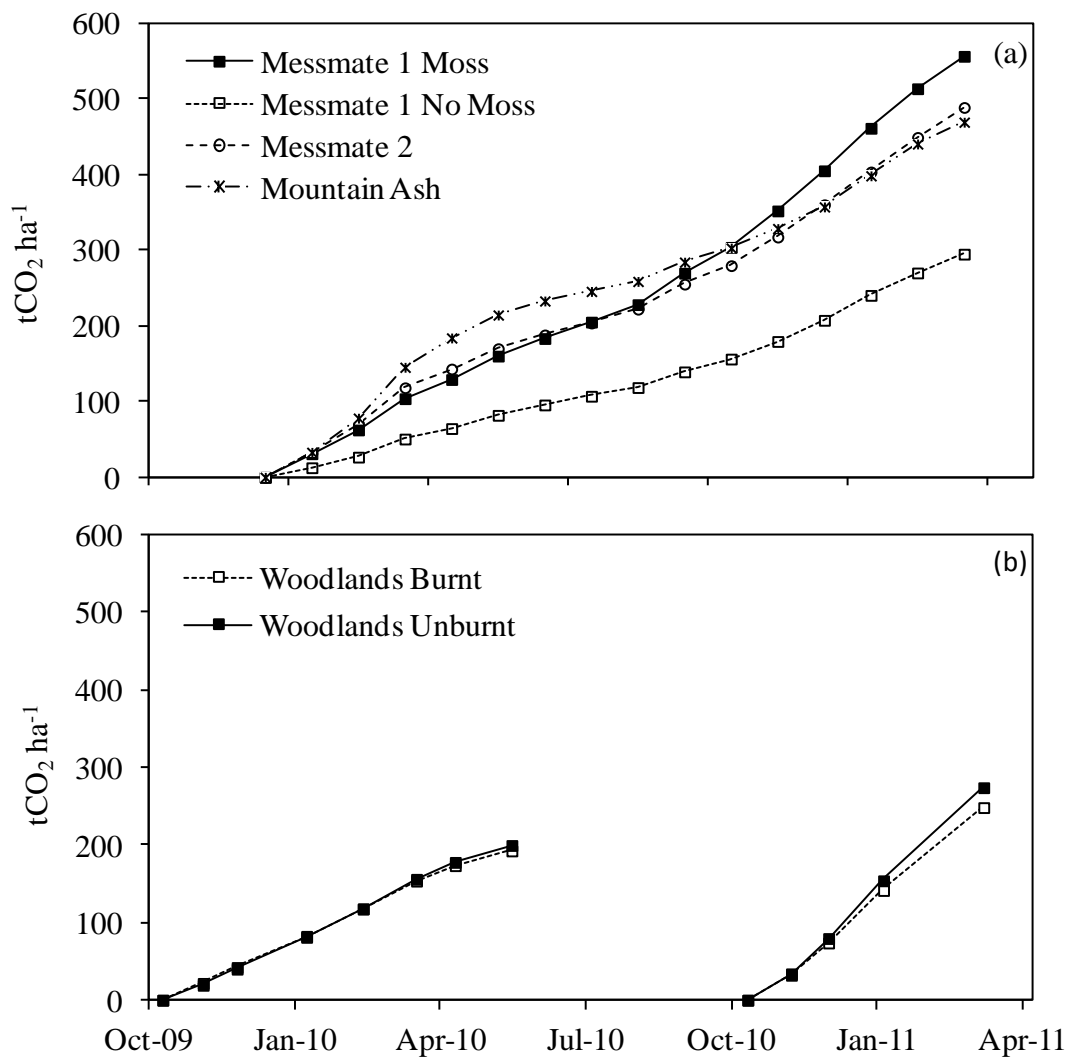 600
(a)
Messmate 1 Moss
500
Messmate 1 No Moss
Messmate 2
400
Mountain Ash
tCO₂ ha⁻¹
300
200
100
0
600
(b)
Woodlands Burnt
500
Woodlands Unburnt
400
tCO₂ ha⁻¹
300
200
100
0
Oct-09 Jan-10 Apr-10 Jul-10 Oct-10 Jan-11 Apr-11